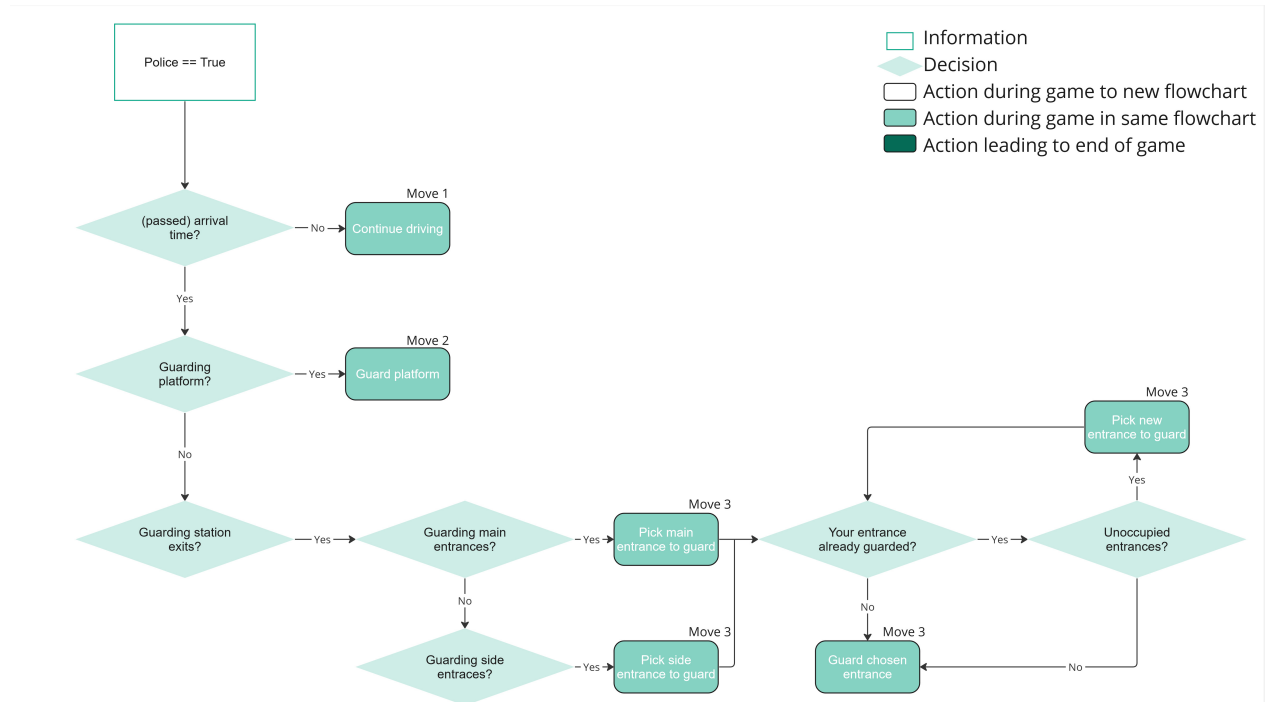 Police == True
Information
Decision
Action during game to new flowchart
Action during game in same flowchart
Action leading to end of game
(passed) arrival
time?
No
Move 1
Continue driving
Yes
Guarding
platform?
Yes
Move 2
Guard platform
No
Guarding station
exits?
Yes
Guarding main
entrances?
Yes
Move 3
Pick main
entrance to guard
No
Guarding side
entraces?
Yes
Move 3
Pick side
entrance to guard
Your entrance
already guarded?
Yes
Unoccupied
entrances?
Yes
Move 3
Pick new
entrance to guard
No
Move 3
Guard chosen
entrance
No